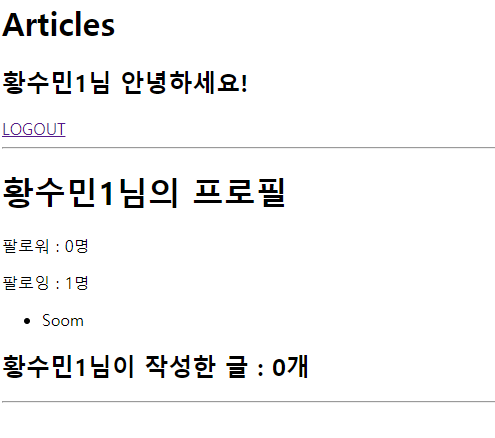 Articles
황수민1님 안녕하세요!
LOGOUT
황수민1님의 프로필
팔로워 : 0명
팔로잉 : 1명
Soom
황수민1님이 작성한 글 : 0개